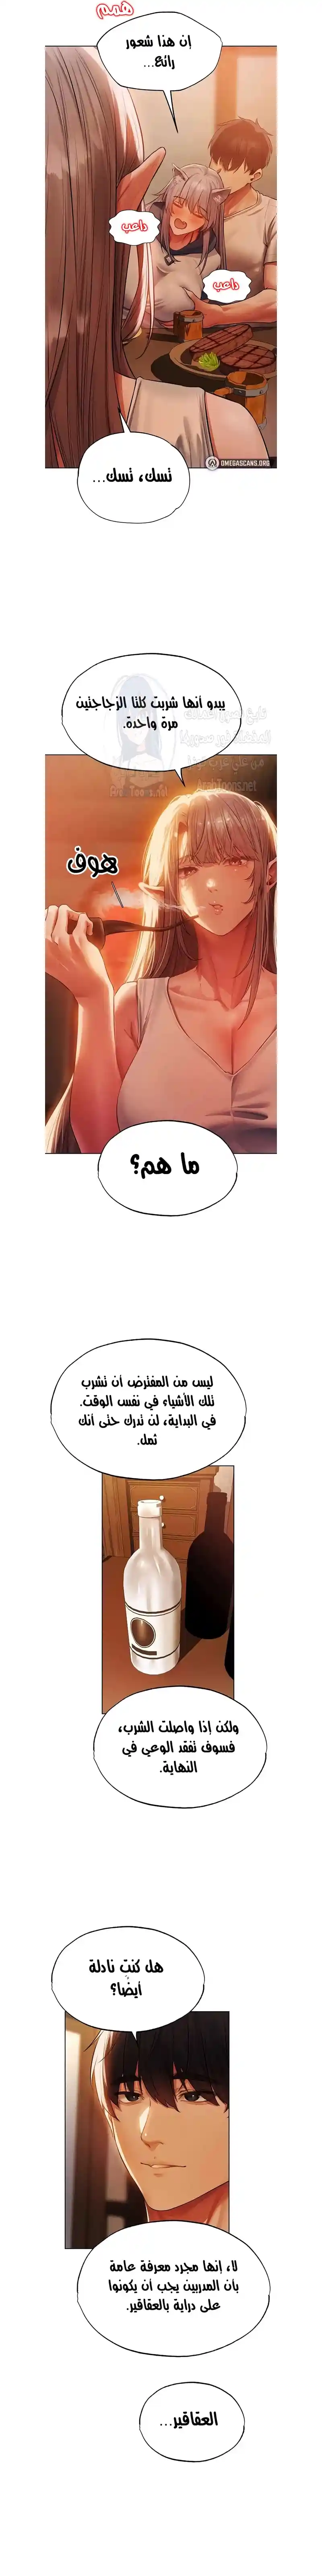 همم
إن هذا شعور
رائع...
داعب
داعب
OMEGASCANS.ORG
تسك، تسك...
يبدو أنها شربت كلتا الزجاجتين
مرة واحدة.
ArabToons.net
هوف
ما هم؟
ليس من المفترض أن تشرب
تلك الأشياء في نفس الوقت.
في البداية، لن تدرك حتى أنك
ثمل.
ولكن إذا واصلت الشرب،
فسوف تفقد الوعي في
النهاية.
هل كنتِ نادلة
أيضًا؟
لا، إنها مجرد معرفة عامة
بأن المدربين يجب أن يكونوا
على دراية بالعقاقير.
العقاقير...